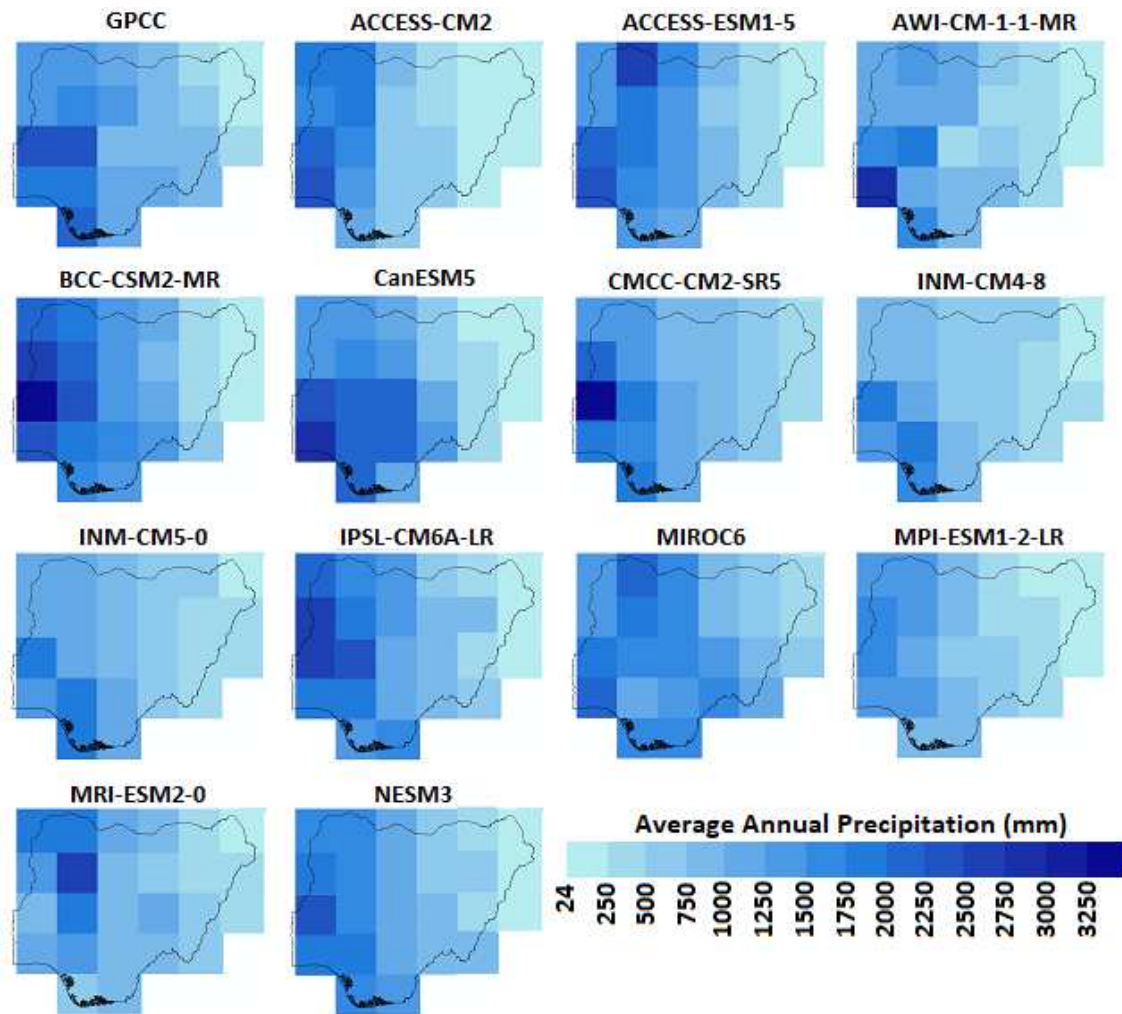 GPCC ACCESS-CM2 ACCESS-ESM1-5 AWI-CM-1-1-MR
BCC-CSM2-MR CanESM5 CMCC-CM2-SR5 INM-CM4-8
INM-CM5-0 IPSL-CM6A-LR MIROC6 MPI-ESM1-2-LR
MRI-ESM2-0 NESM3
Average Annual Precipitation (mm)
24 250 500 750 1000 1250 1500 1750 2000 2250 2500 2750 3000 3250